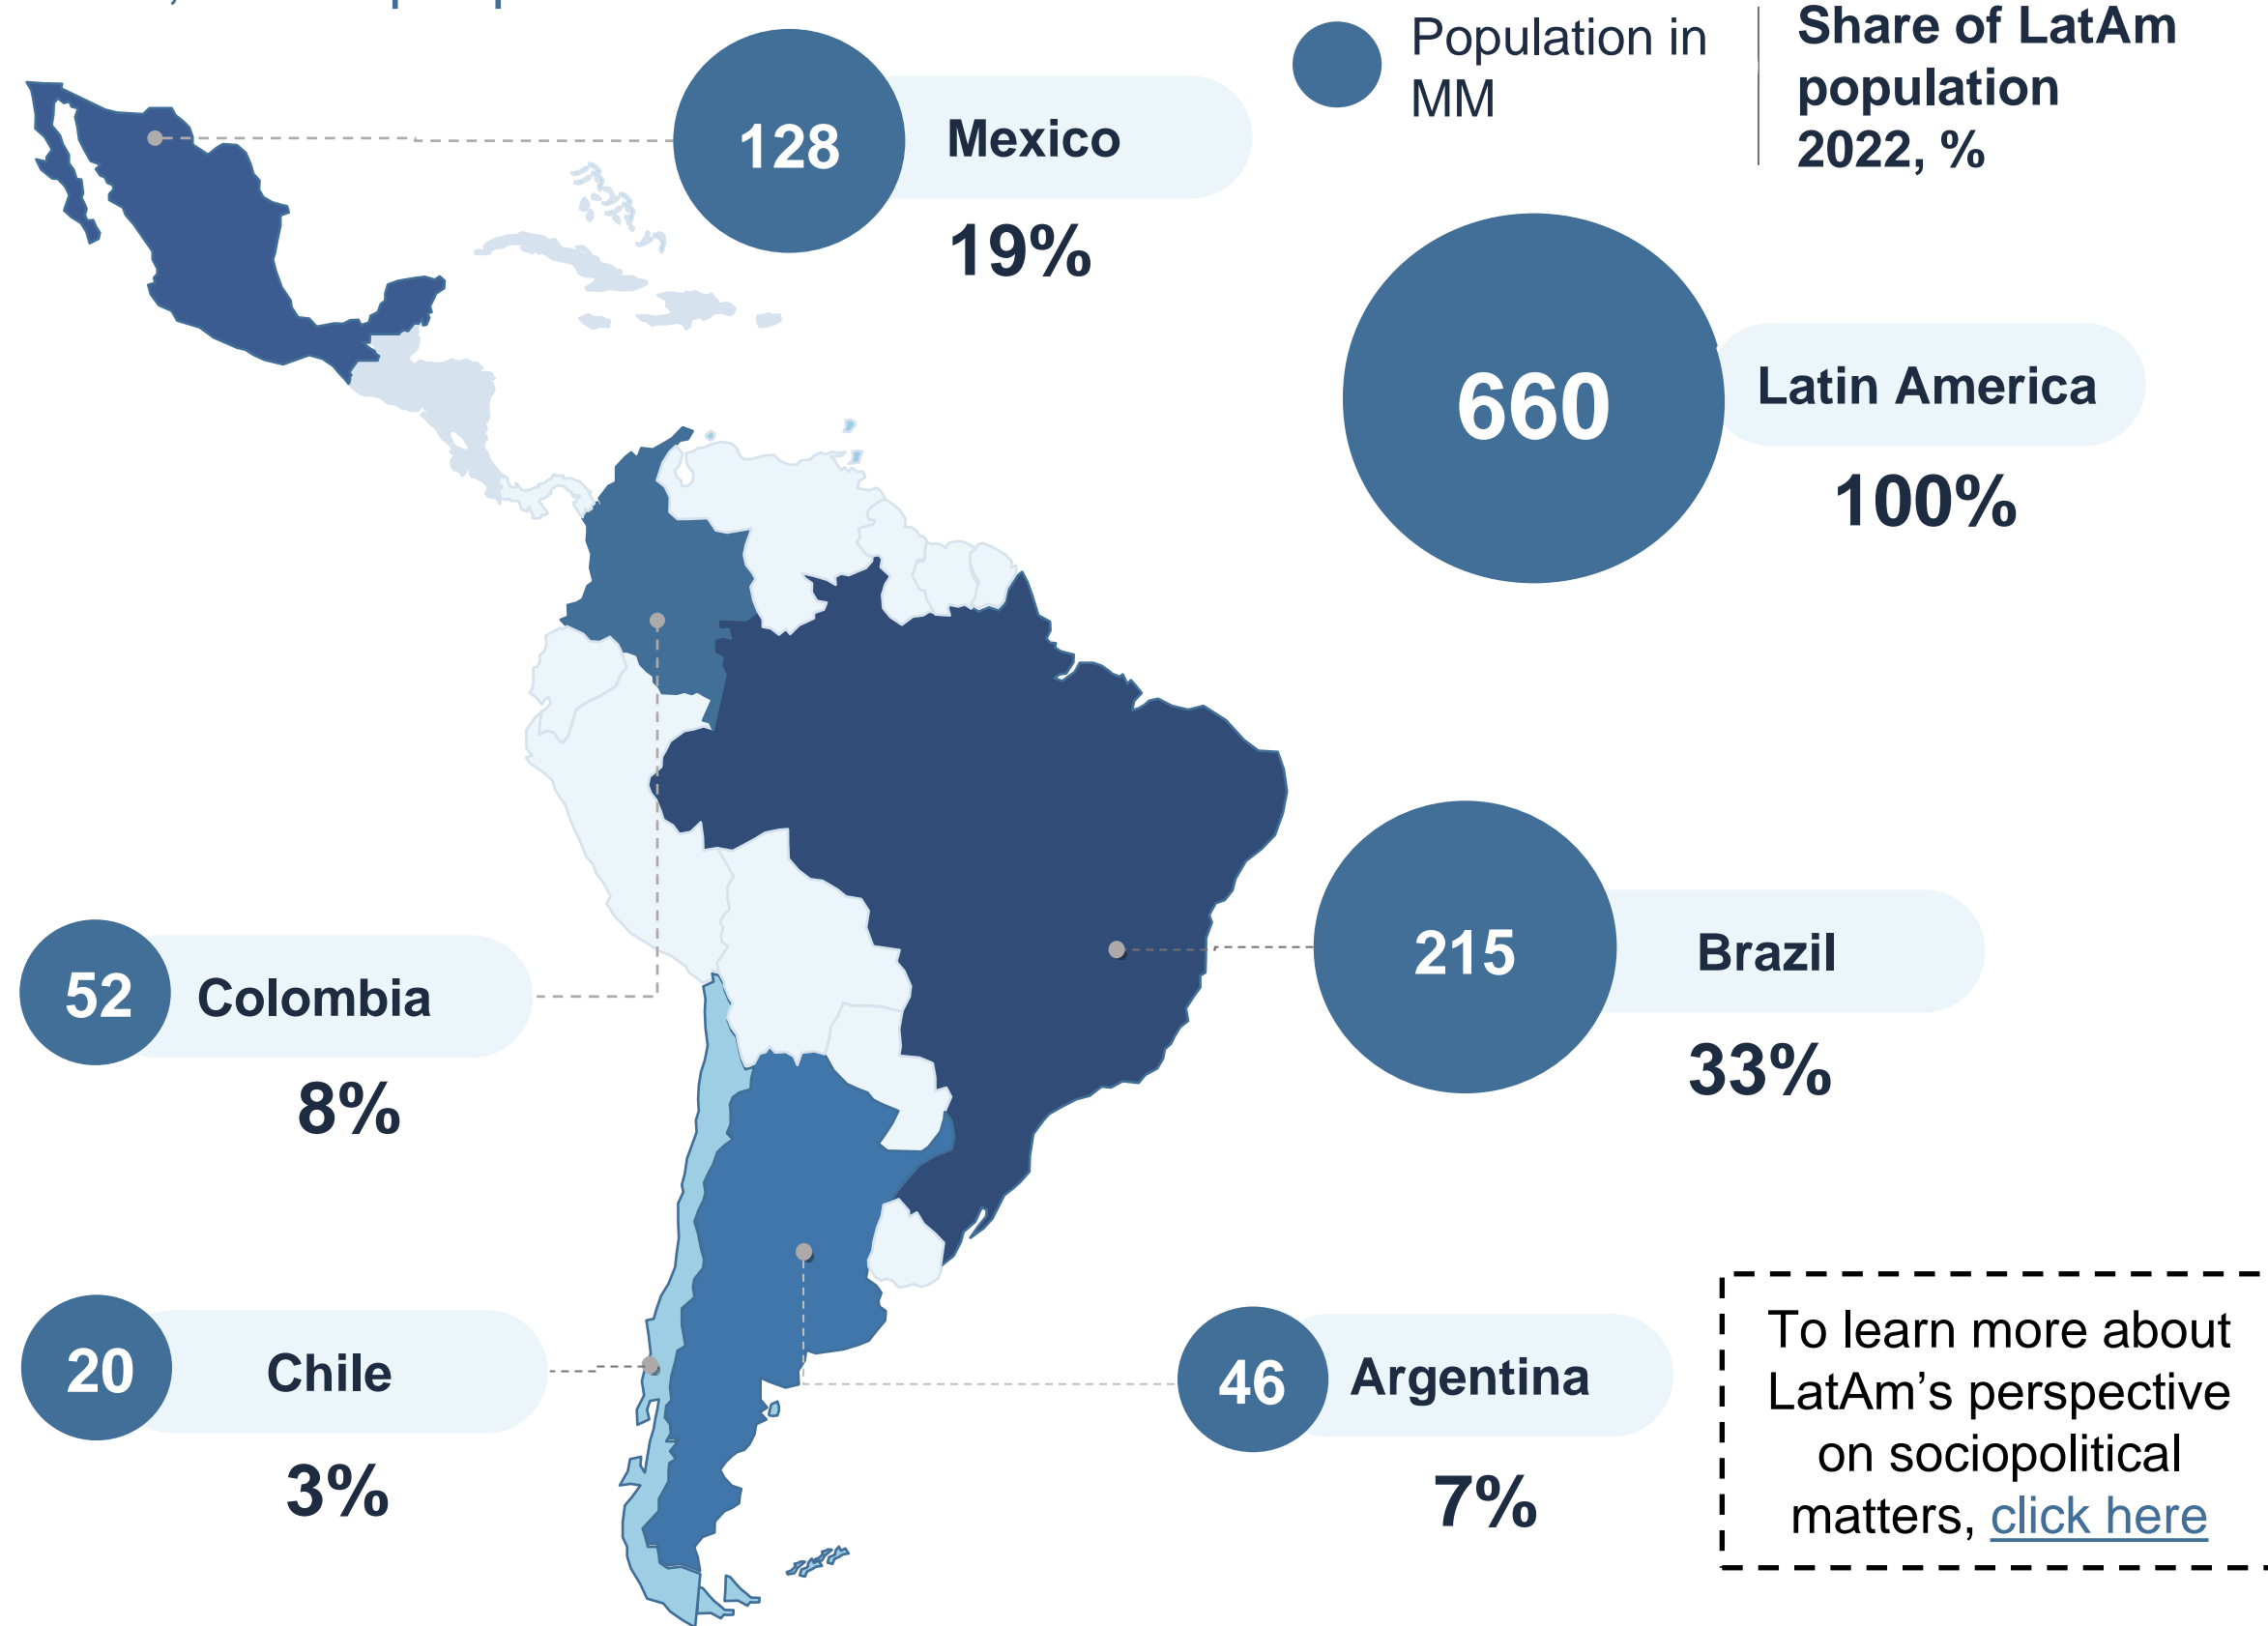 Population in
MM
Share of LatAm
population
2022, %
128
Mexico
19%
660
Latin America
100%
215
Brazil
33%
52
Colombia
8%
20
Chile
3%
46
Argentina
7%
To learn more about
LatAm’s perspective
on sociopolitical
matters, click here